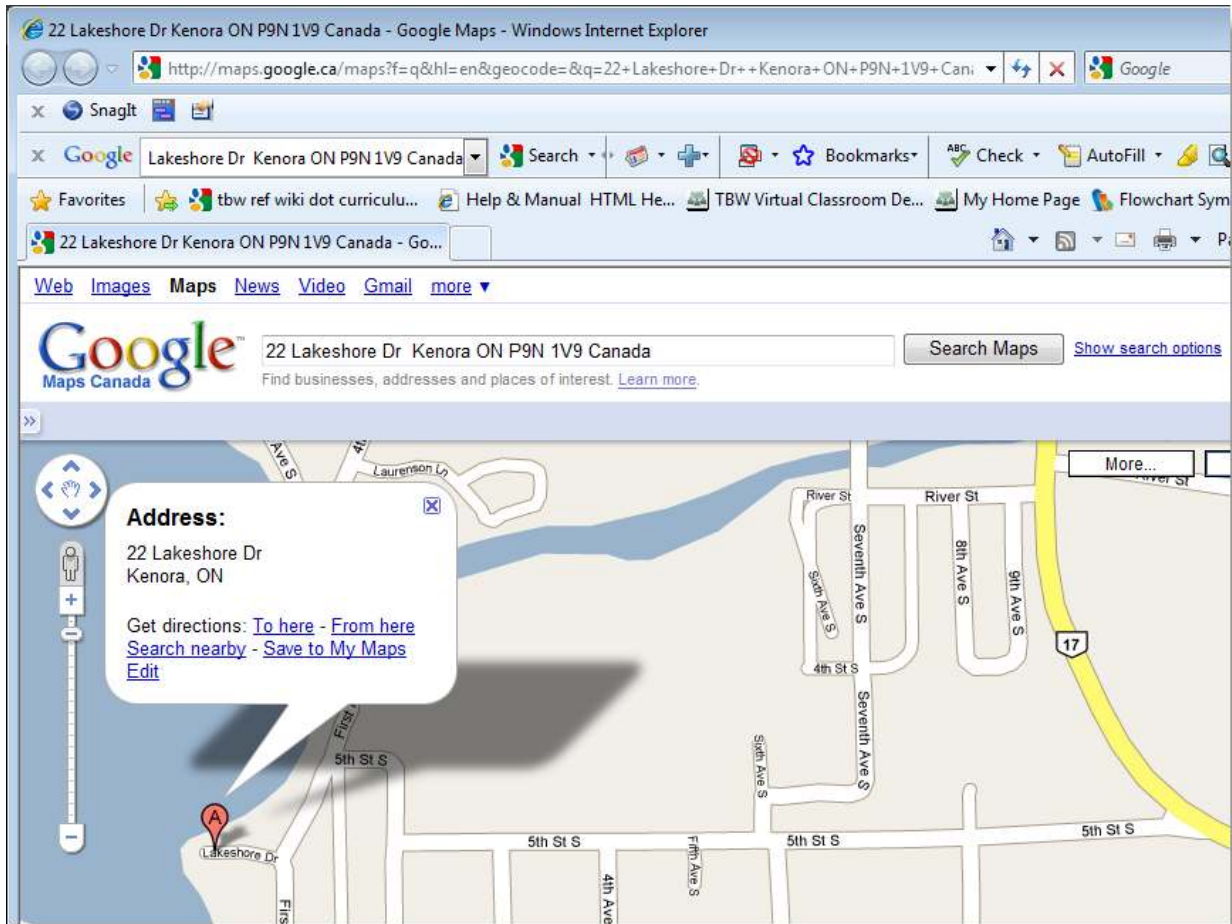 22 Lakeshore Dr Kenora ON P9N 1V9 Canada - Google Maps - Windows Internet Explorer
http://maps.google.ca/maps?f=q&hl=en&geocode=&q=22+Lakeshore+Dr++Kenora+ON+P9N+1V9+Can
Google
x SnagIt
x Google Lakeshore Dr Kenora ON P9N 1V9 Canada Search Bookmarks ABC Check AutoFill
Favorites tbw ref wiki dot curriculu... Help & Manual HTML He... TBW Virtual Classroom De... My Home Page Flowchart Sym
22 Lakeshore Dr Kenora ON P9N 1V9 Canada - Go...
Web Images Maps News Video Gmail more ▼
Google™
Maps Canada
22 Lakeshore Dr Kenora ON P9N 1V9 Canada
Search Maps
Show search options
Find businesses, addresses and places of interest. Learn more.
»
Ave S
Laurenson Ln
More...
River St
River St
River St
Address:
22 Lakeshore Dr
Kenora, ON
Get directions: To here - From here
Search nearby - Save to My Maps
Edit
Seventh Ave S
8th Ave S
9th Ave S
Sixth Ave S
17
4th St S
Seventh Ave S
First
5th St S
Sixth Ave S
A
Lakeshore Dr
5th St S
Fifth Ave S
5th St S
5th St S
4th Ave
First